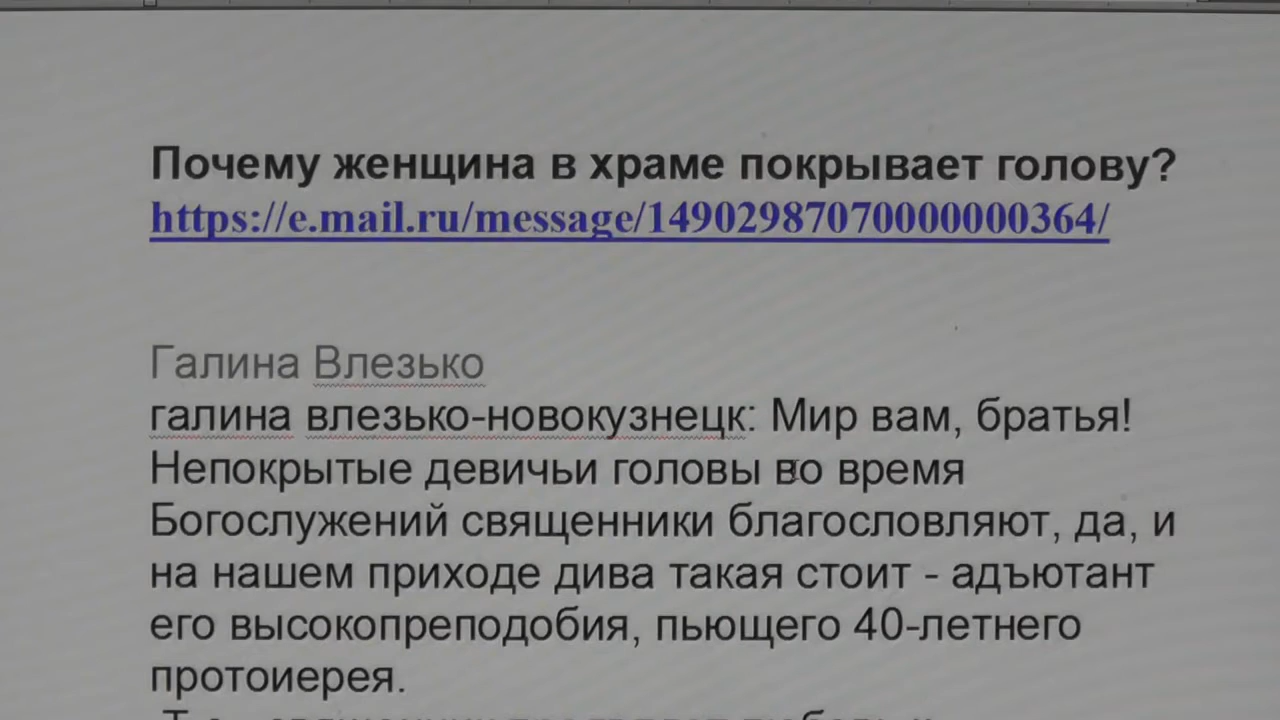 Почему женщина в храме покрывает голову?
https://e.mail.ru/message/14902987070000000364/
Галина Влезько
галина влезько-новокузнецк: Мир вам, братья!
Непокрытые девичьи головы во время
Богослужений священники благословляют, да, и
на нашем приходе дива такая стоит - адъютант
его высокопреподобия, пьющего 40-летнего
протоиерея.